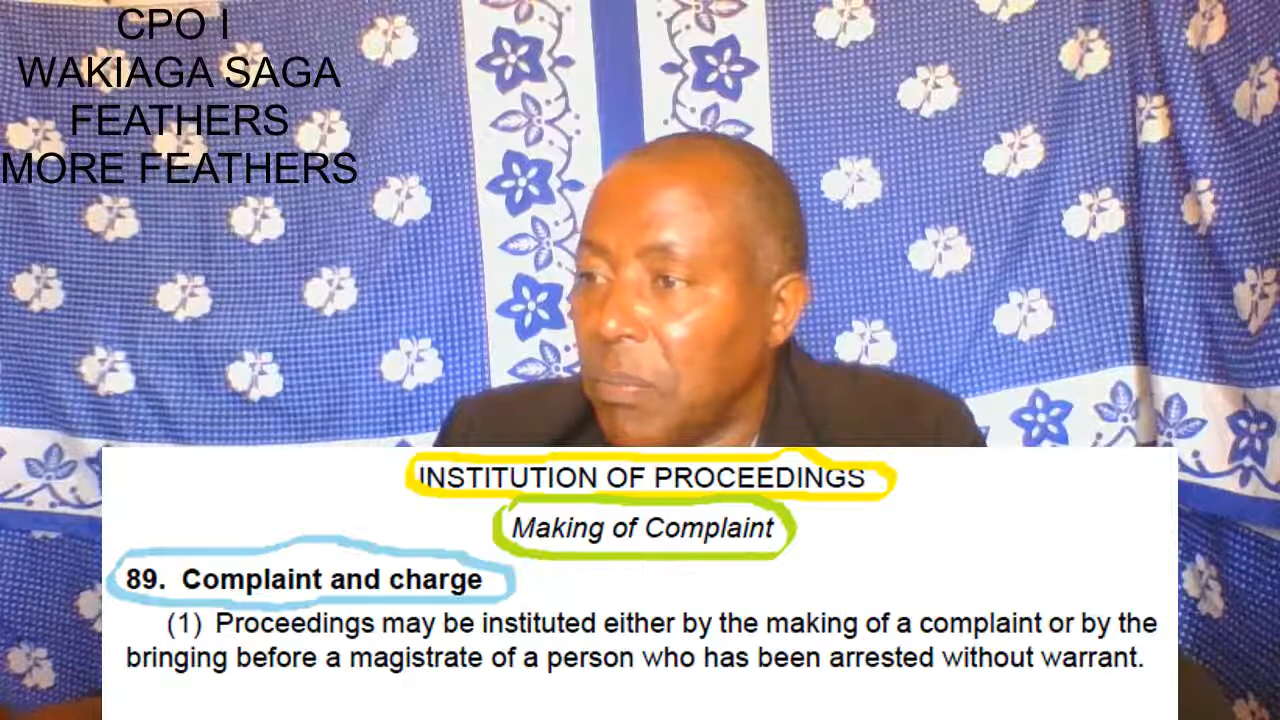 CPO I
WAKIAGA SAGA
FEATHERS
MORE FEATHERS
INSTITUTION OF PROCEEDINGS
Making of Complaint
89. Complaint and charge
(1) Proceedings may be instituted either by the making of a complaint or by the
bringing before a magistrate of a person who has been arrested without warrant.